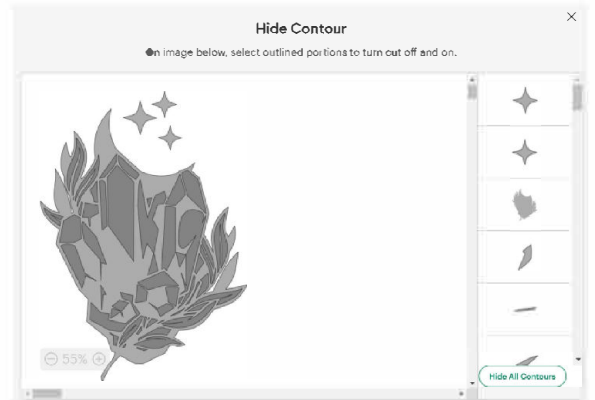 Hide Contour
On image below, select outlined portions to turn cut off and on.
55%
Hide All Contours